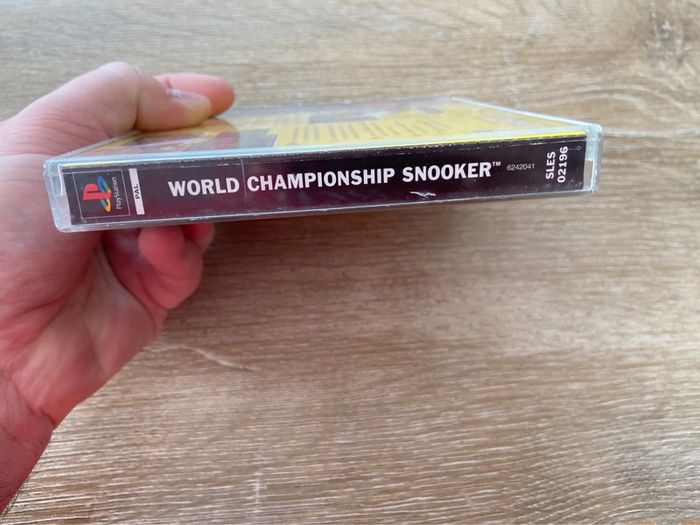 PlayStation
PAL
WORLD CHAMPIONSHIP SNOOKER™
6242041
SLES
02196